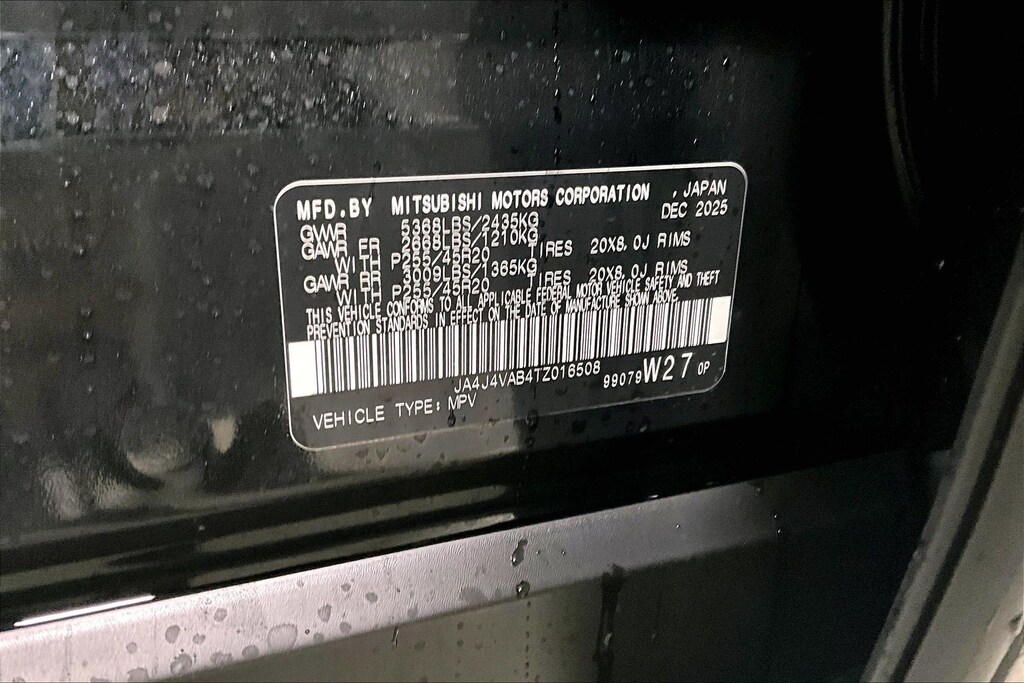 MFD.BY MITSUBISHI MOTORS CORPORATION , JAPAN
DEC 2025
GVWR 5368LBS/2435KG
GAWR FR 2668LBS/1210KG
WITH P255/45R20 TIRES 20X8.0J RIMS
GAWR RR 3009LBS/1365KG
WITH P255/45R20 TIRES 20X8.0J RIMS
THIS VEHICLE CONFORMS TO ALL APPLICABLE FEDERAL MOTOR VEHICLE SAFETY AND THEFT
PREVENTION STANDARDS IN EFFECT ON THE DATE OF MANUFACTURE SHOWN ABOVE.
JA4J4VAB4TZ016508 99079 W27 OP
VEHICLE TYPE: MPV